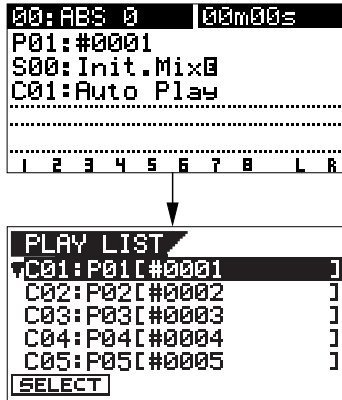 00:ABS 0 00m00s
P01:#0001
S00:Init.MixE
C01:Auto Play
1 2 3 4 5 6 7 8 L R
PLAY LIST
C01:P01[#0001 ]
C02:P02[#0002 ]
C03:P03[#0003 ]
C04:P04[#0004 ]
C05:P05[#0005 ]
SELECT